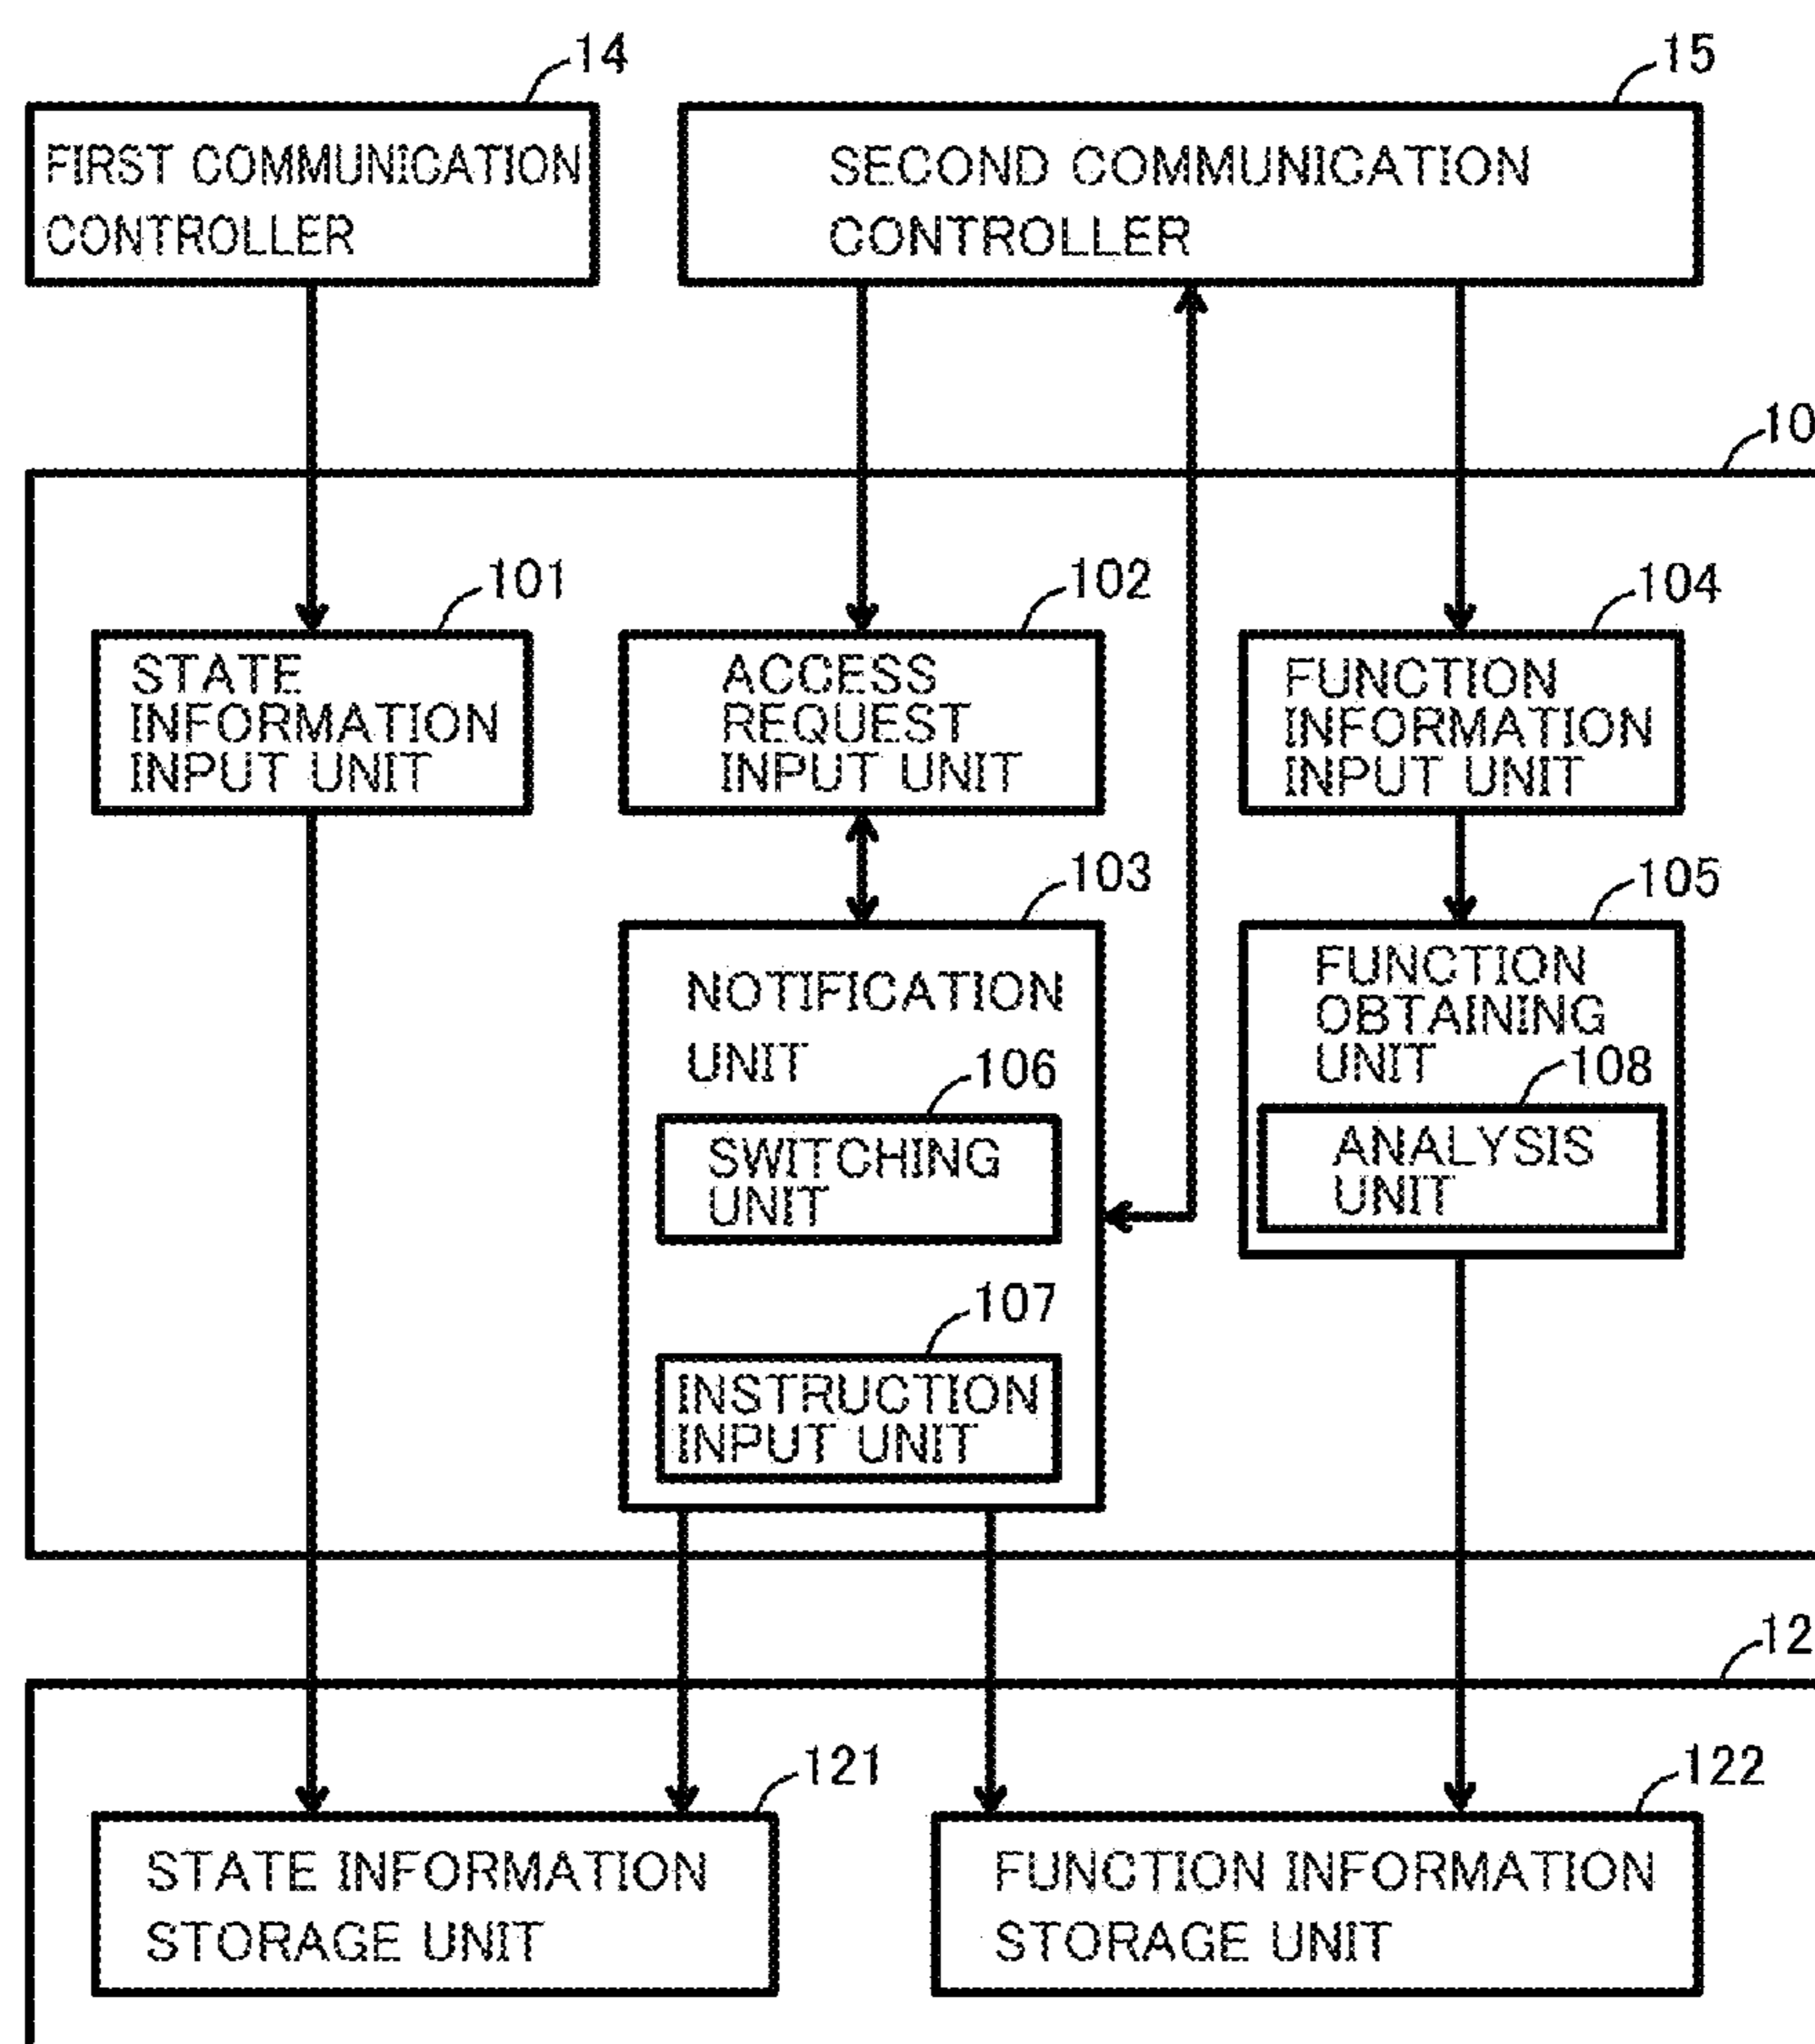 14
15
FIRST COMMUNICATION
CONTROLLER
SECOND COMMUNICATION
CONTROLLER
10
101
102
104
STATE
INFORMATION
INPUT UNIT
ACCESS
REQUEST
INPUT UNIT
FUNCTION
INFORMATION
INPUT UNIT
103
105
NOTIFICATION
UNIT
FUNCTION
OBTAINING
UNIT
106
108
SWITCHING
UNIT
ANALYSIS
UNIT
107
INSTRUCTION
INPUT UNIT
12
121
122
STATE INFORMATION
STORAGE UNIT
FUNCTION INFORMATION
STORAGE UNIT